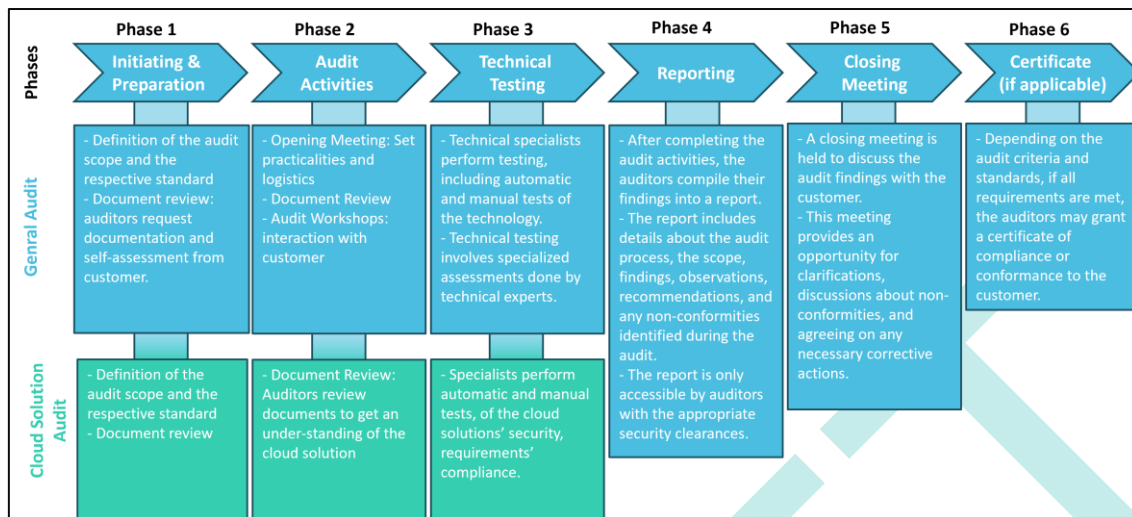 Phase 1
Phase 2
Phase 3
Phase 4
Phase 5
Phase 6
Phases
Initiating &
Preparation
Audit
Activities
Technical
Testing
Reporting
Closing
Meeting
Certificate
(if applicable)
Genral Audit
- Definition of the audit
scope and the
respective standard
- Document review:
auditors request
documentation and
self-assessment from
customer.
- Opening Meeting: Set
practicalities and
logistics
- Document Review
- Audit Workshops:
interaction with
customer
- Technical specialists
perform testing,
including automatic
and manual tests of
the technology.
- Technical testing
involves specialized
assessments done by
technical experts.
- After completing the
audit activities, the
auditors compile their
findings into a report.
- The report includes
details about the audit
process, the scope,
findings, observations,
recommendations, and
any non-conformities
identified during the
audit.
- The report is only
accessible by auditors
with the appropriate
security clearances.
- A closing meeting is
held to discuss the
audit findings with the
customer.
- This meeting
provides an
opportunity for
clarifications,
discussions about non-
conformities, and
agreeing on any
necessary corrective
actions.
- Depending on the
audit criteria and
standards, if all
requirements are met,
the auditors may grant
a certificate of
compliance or
conformance to the
customer.
Cloud Solution
Audit
- Definition of the
audit scope and the
respective standard
- Document review
- Document Review:
Auditors review
documents to get an
under-standing of the
cloud solution
- Specialists perform
automatic and manual
tests, of the cloud
solutions' security,
requirements'
compliance.